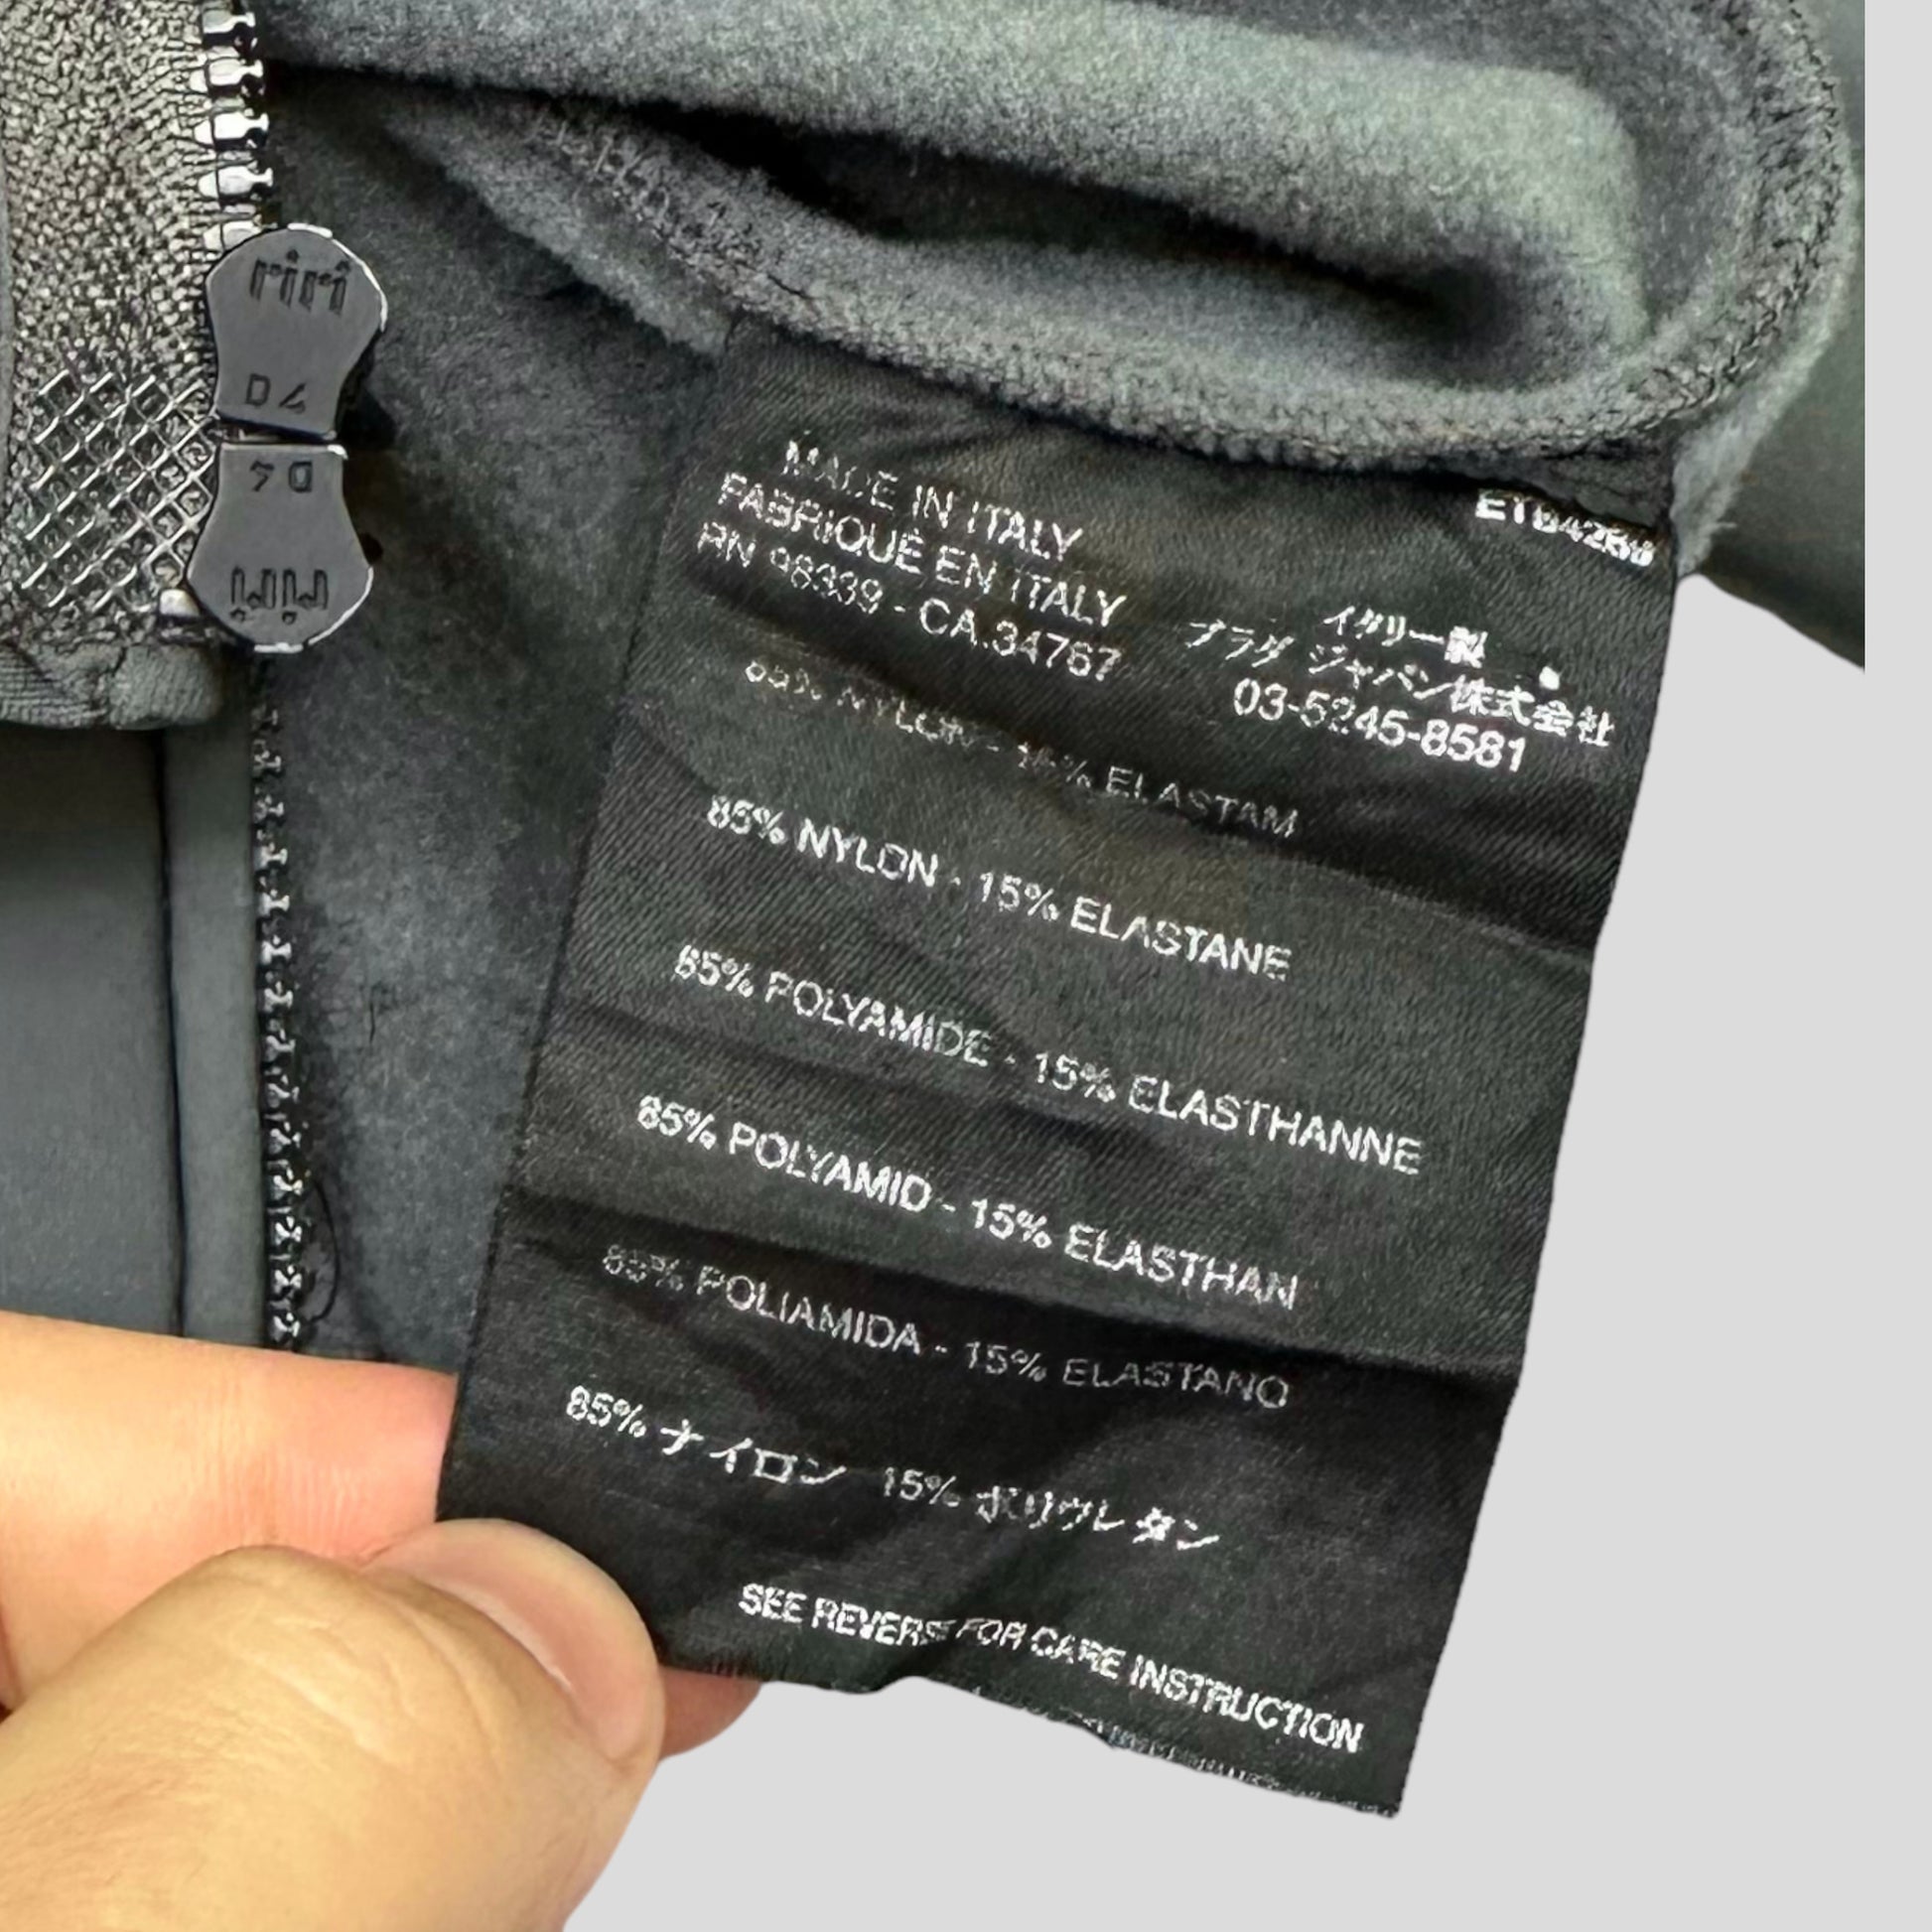 riri
D4
D4
riri
MADE IN ITALY
FABRIQUÉ EN ITALY
RN 98339 - CA.34767
イタリー製
プラダ ジャパン株式会社
03-5245-8581
85% NYLON - 15% ELASTAM
85% NYLON - 15% ELASTANE
85% POLYAMIDE - 15% ELASTHANNE
85% POLYAMID - 15% ELASTHAN
85% POLIAMIDA - 15% ELASTANO
85% ナイロン 15% ポリウレタン
SEE REVERSE FOR CARE INSTRUCTION